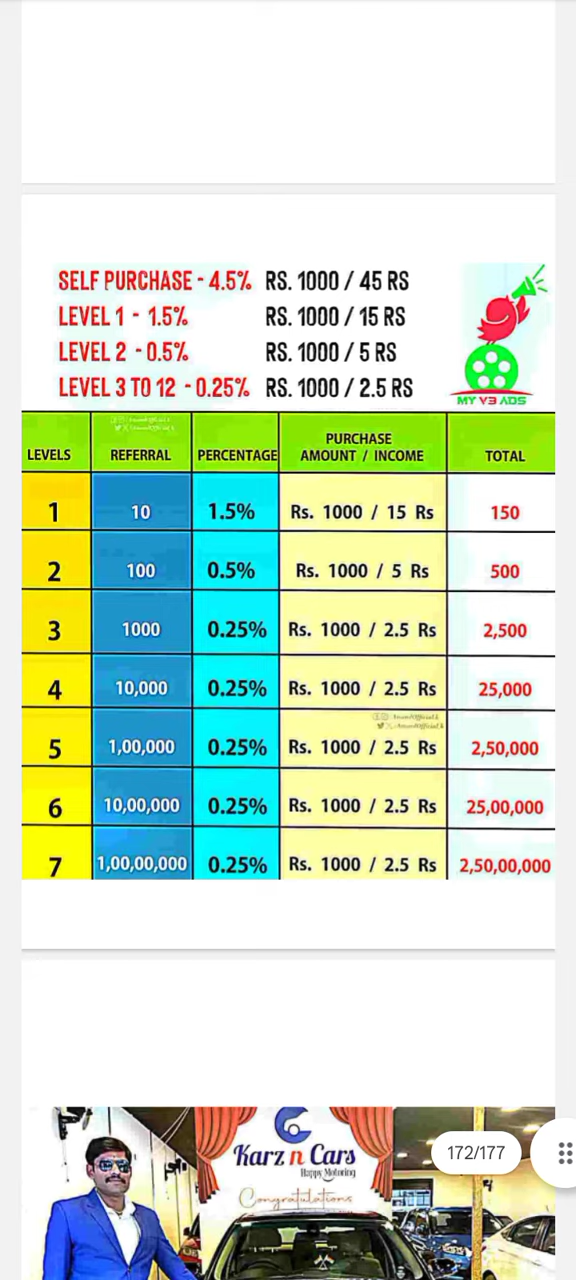 SELF PURCHASE - 4.5% RS. 1000 / 45 RS
LEVEL 1 - 1.5% RS. 1000 / 15 RS
LEVEL 2 - 0.5% RS. 1000 / 5 RS
LEVEL 3 TO 12 - 0.25% RS. 1000 / 2.5 RS
MY V3 ADS
LEVELS REFERRAL PERCENTAGE PURCHASE AMOUNT / INCOME TOTAL
1 10 1.5% Rs. 1000 / 15 Rs 150
2 100 0.5% Rs. 1000 / 5 Rs 500
3 1000 0.25% Rs. 1000 / 2.5 Rs 2,500
4 10,000 0.25% Rs. 1000 / 2.5 Rs 25,000
5 1,00,000 0.25% Rs. 1000 / 2.5 Rs 2,50,000
6 10,00,000 0.25% Rs. 1000 / 2.5 Rs 25,00,000
7 1,00,00,000 0.25% Rs. 1000 / 2.5 Rs 2,50,00,000
Karz n Cars
Happy Motoring
Congratulations
172/177